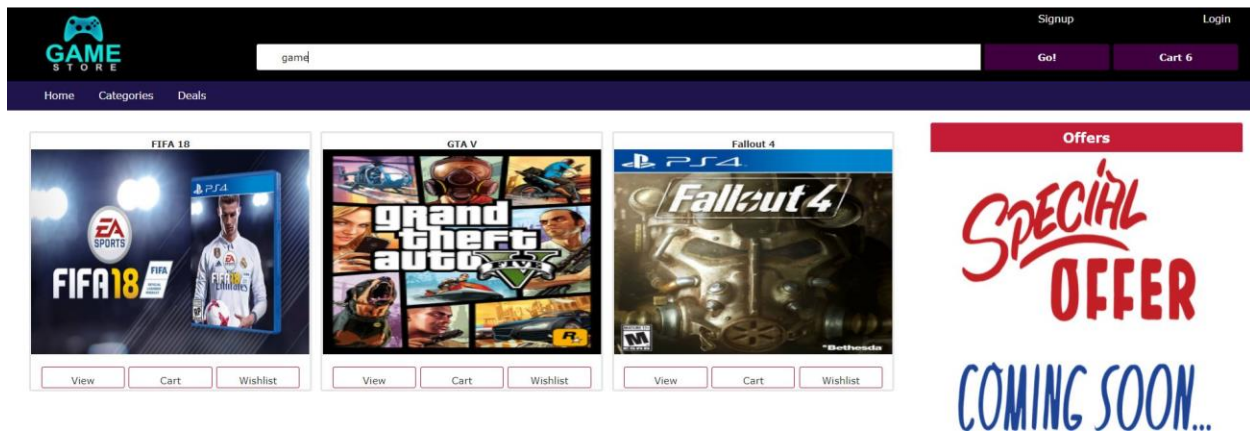 Signup Login
GAME
STORE
game
Go!
Cart 6
Home Categories Deals
FIFA 18
PS4
EA
SPORTS
FIFA 18
FIFA
View Cart Wishlist
GTA V
grand
theft
auto
FIVE
R
View Cart Wishlist
Fallout 4
PS4
Fallout 4
M
ESRB
Bethesda
View Cart Wishlist
Offers
SPECIAL
OFFER
COMING SOON...